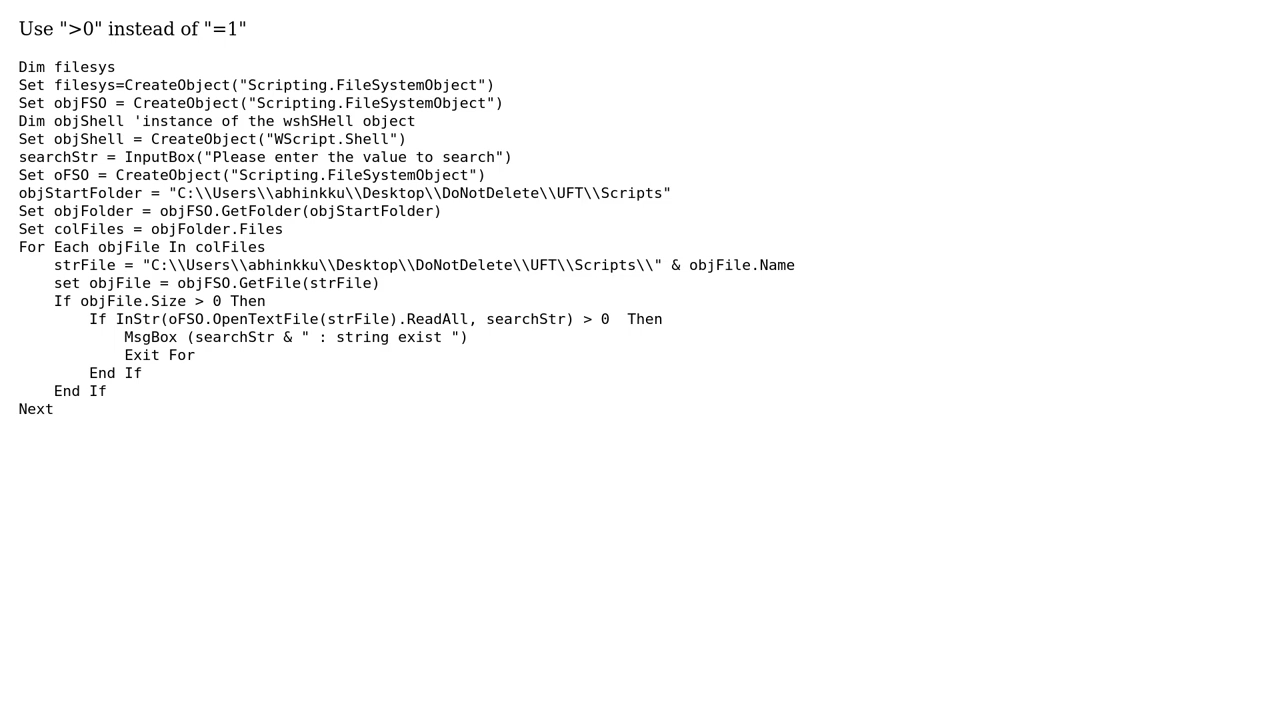 Use ">0" instead of "=1"
Dim filesys
Set filesys=CreateObject("Scripting.FileSystemObject")
Set objFSO = CreateObject("Scripting.FileSystemObject")
Dim objShell 'instance of the wshSHell object
Set objShell = CreateObject("WScript.Shell")
searchStr = InputBox("Please enter the value to search")
Set oFSO = CreateObject("Scripting.FileSystemObject")
objStartFolder = "C:\\Users\\abhinkku\\Desktop\\DoNotDelete\\UFT\\Scripts"
Set objFolder = objFSO.GetFolder(objStartFolder)
Set colFiles = objFolder.Files
For Each objFile In colFiles
    strFile = "C:\\Users\\abhinkku\\Desktop\\DoNotDelete\\UFT\\Scripts\\" & objFile.Name
    set objFile = objFSO.GetFile(strFile)
    If objFile.Size > 0 Then
        If InStr(oFSO.OpenTextFile(strFile).ReadAll, searchStr) > 0  Then
            MsgBox (searchStr & " : string exist ")
            Exit For
        End If
    End If
Next